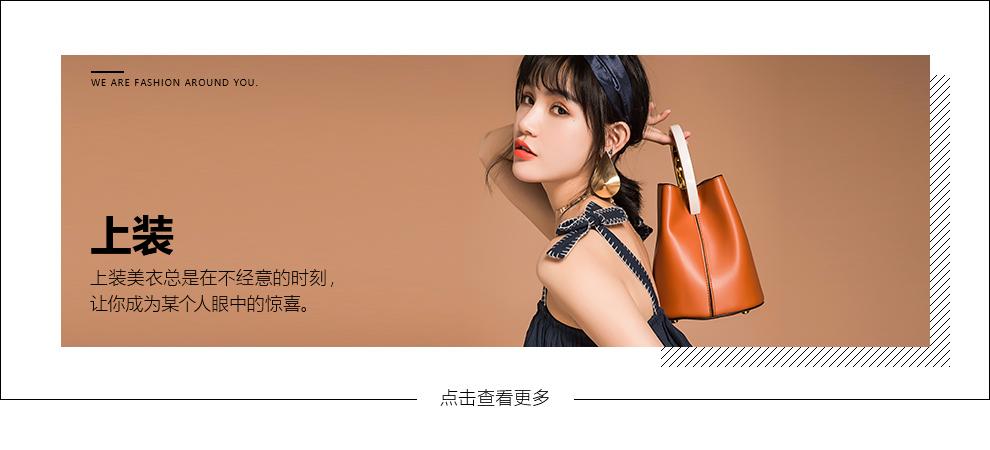 WE ARE FASHION AROUND YOU.
上装
上装美衣总是在不经意的时刻，
让你成为某个人眼中的惊喜。
点击查看更多